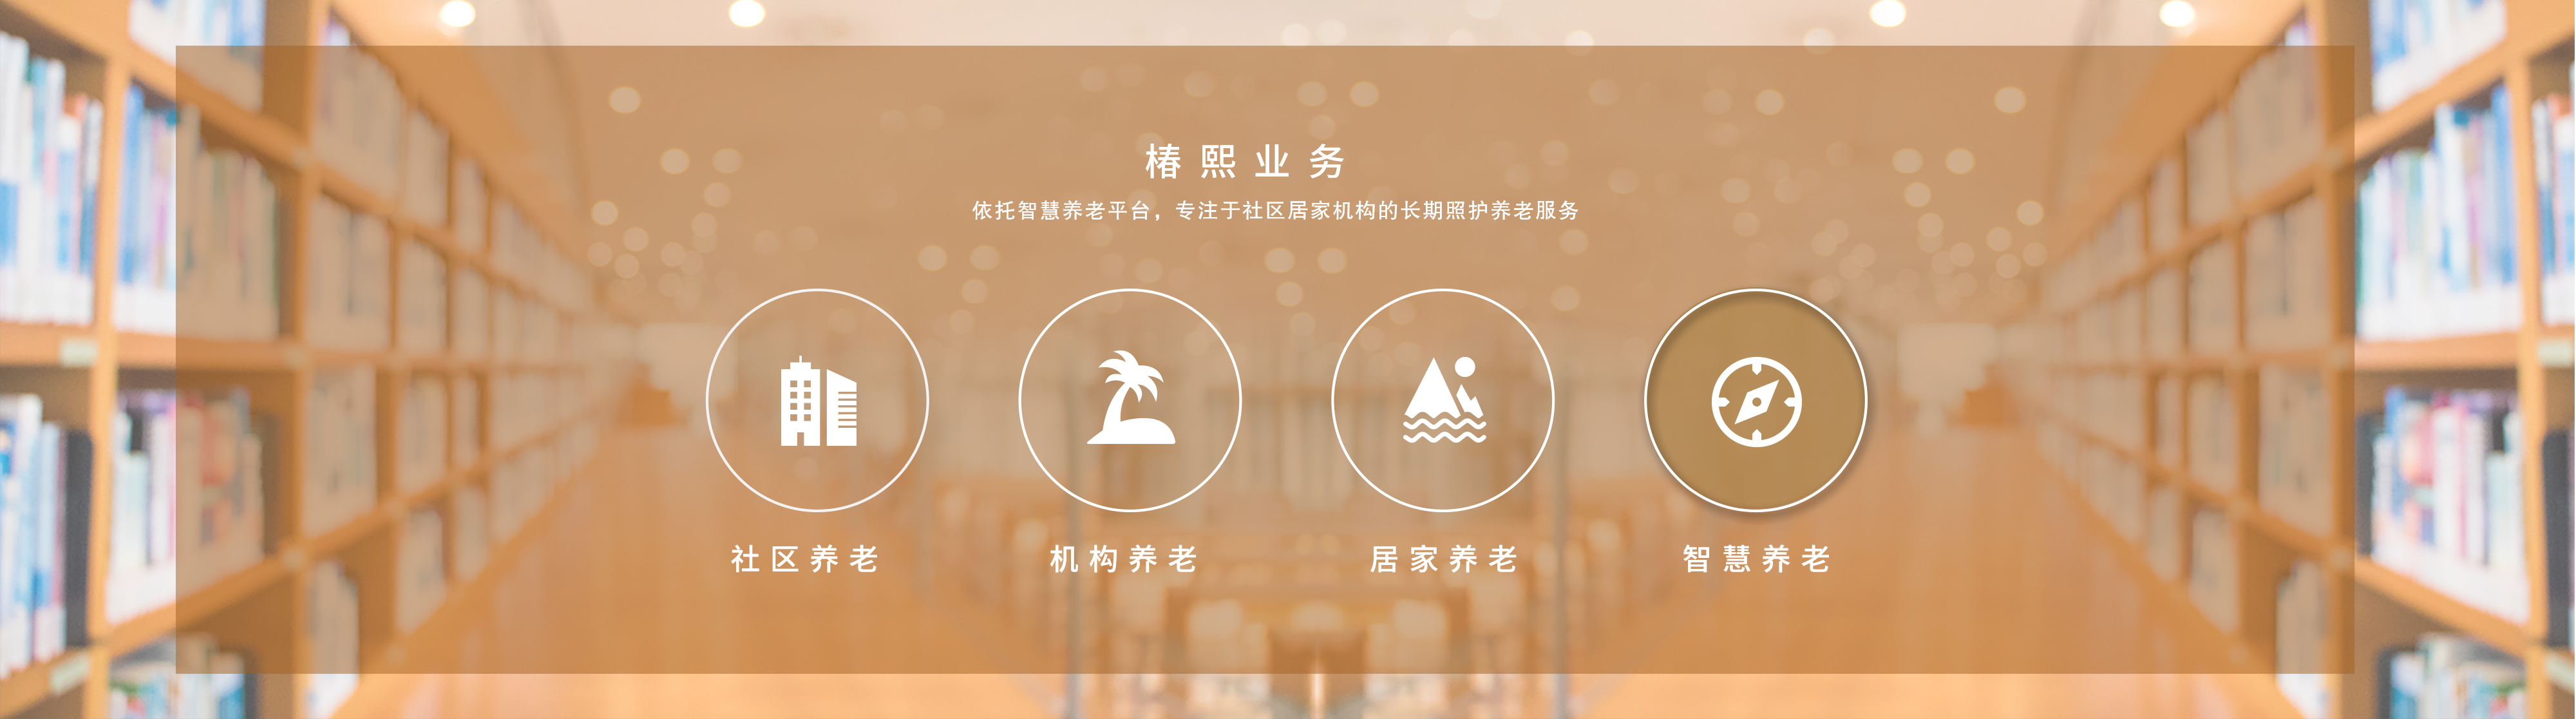 椿熙业务
依托智慧养老平台，专注于社区居家机构的长期照护养老服务
社区养老
机构养老
居家养老
智慧养老